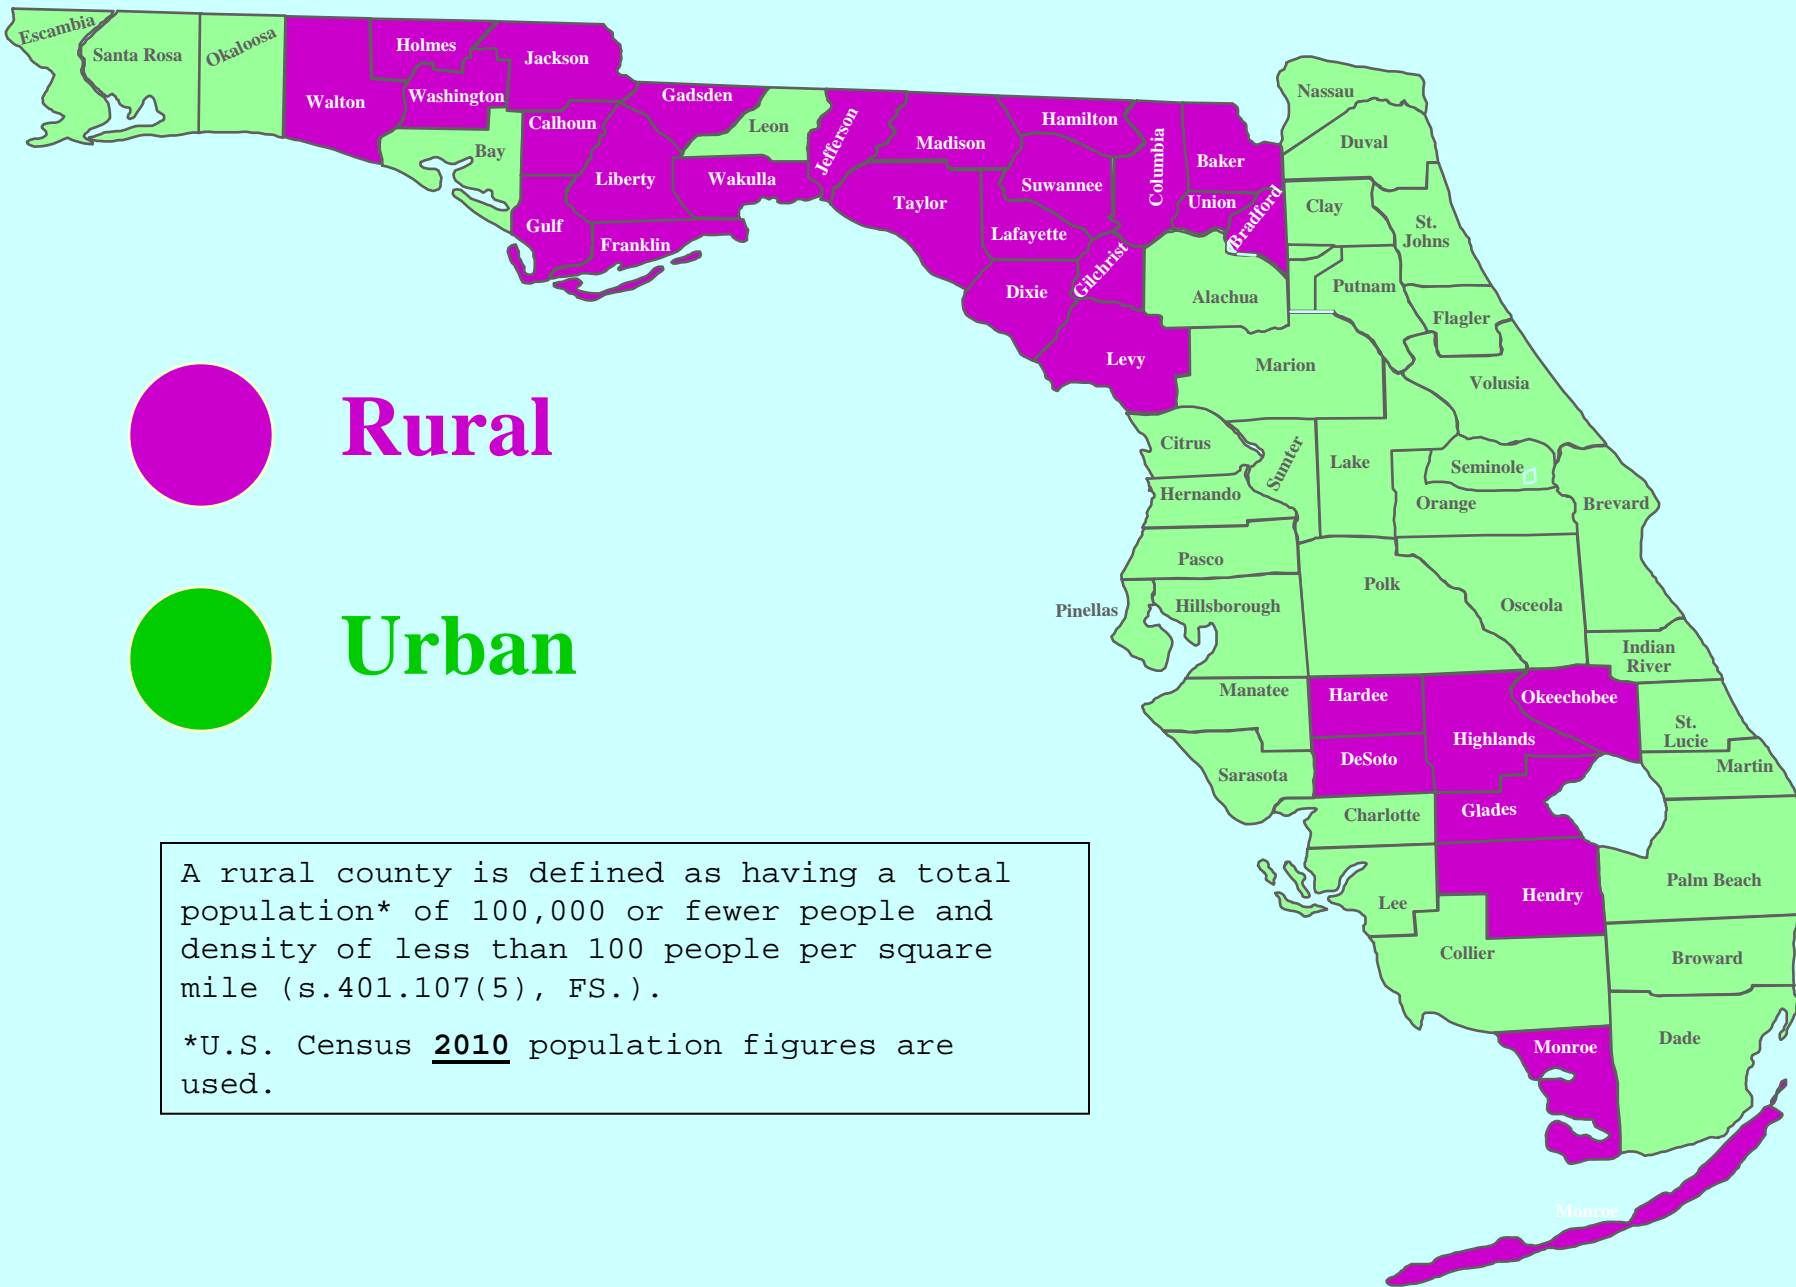 Escambia
Santa Rosa
Okaloosa
Walton
Holmes
Washington
Jackson
Bay
Calhoun
Gulf
Liberty
Franklin
Gadsden
Leon
Wakulla
Jefferson
Madison
Taylor
Hamilton
Suwannee
Lafayette
Dixie
Columbia
Gilchrist
Levy
Baker
Union
Bradford
Alachua
Nassau
Duval
Clay
St.
Johns
Putnam
Flagler
Marion
Volusia
Citrus
Sumter
Lake
Seminole
Hernando
Orange
Brevard
Pasco
Polk
Osceola
Pinellas
Hillsborough
Indian
River
Manatee
Hardee
Okeechobee
Highlands
St.
Lucie
DeSoto
Sarasota
Martin
Charlotte
Glades
Lee
Hendry
Palm Beach
Collier
Broward
Monroe
Dade
Monroe
Rural
Urban
A rural county is defined as having a total
population* of 100,000 or fewer people and
density of less than 100 people per square
mile (s.401.107(5), FS.).
*U.S. Census 2010 population figures are
used.